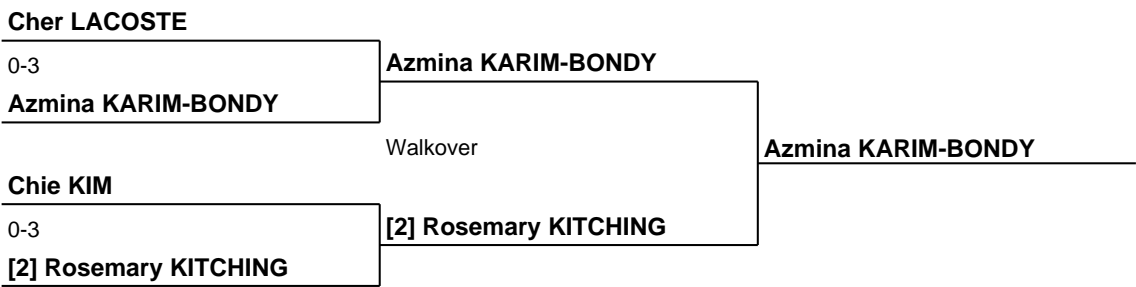 Cher LACOSTE
0-3
Azmina KARIM-BONDY
Azmina KARIM-BONDY
Walkover
Azmina KARIM-BONDY
Chie KIM
0-3
[2] Rosemary KITCHING
[2] Rosemary KITCHING